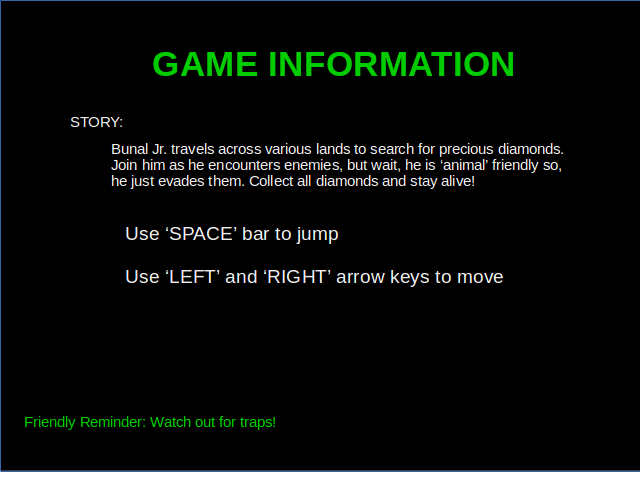 GAME INFORMATION
STORY:
Bunal Jr. travels across various lands to search for precious diamonds.
Join him as he encounters enemies, but wait, he is ‘animal’ friendly so,
he just evades them. Collect all diamonds and stay alive!
Use ‘SPACE’ bar to jump
Use ‘LEFT’ and ‘RIGHT’ arrow keys to move
Friendly Reminder: Watch out for traps!